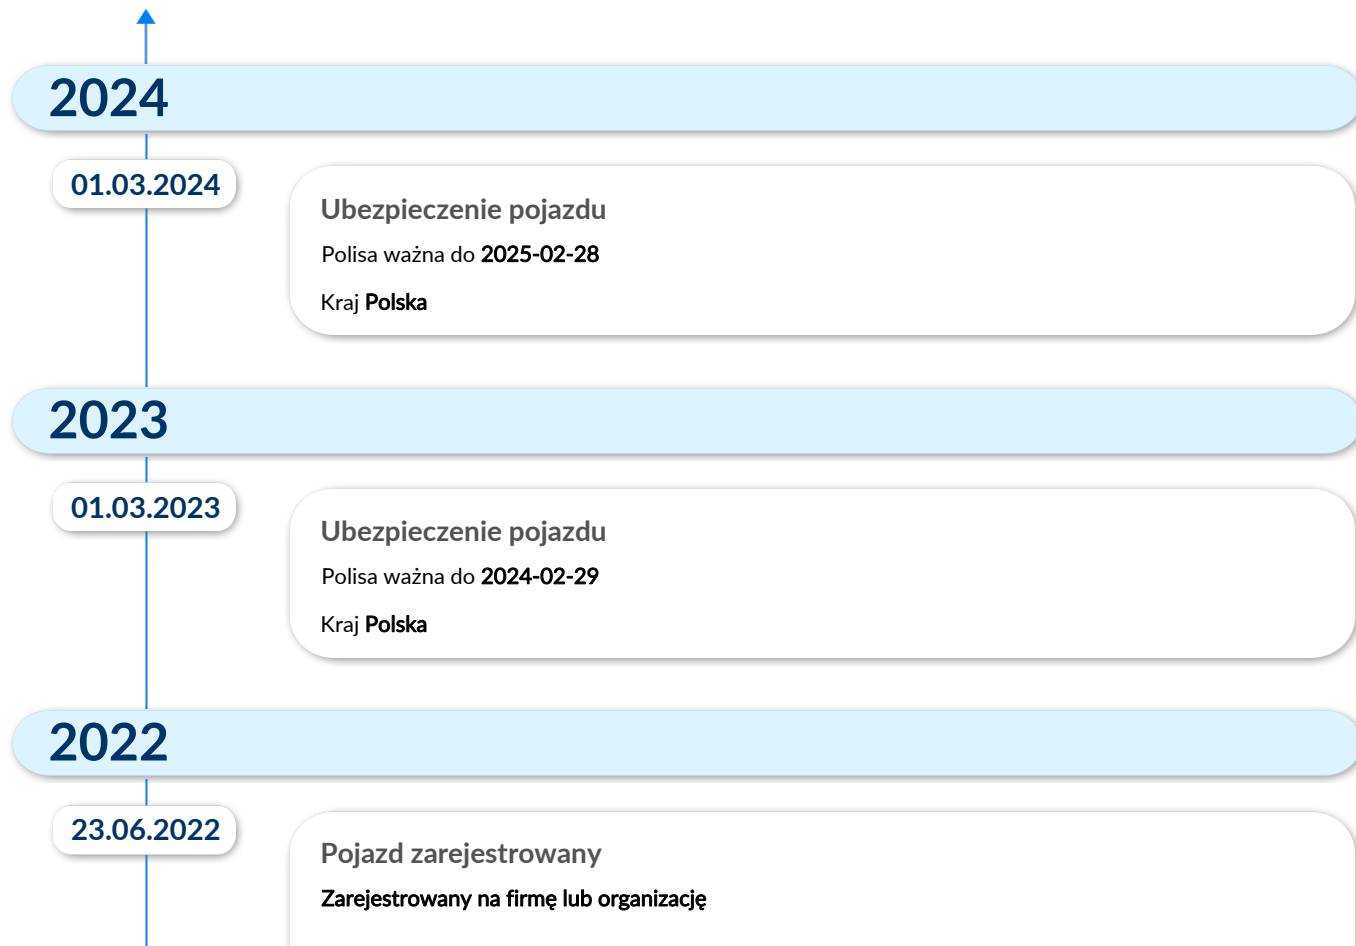 2024
01.03.2024
Ubezpieczenie pojazdu
Polisa ważna do 2025-02-28
Kraj Polska
2023
01.03.2023
Ubezpieczenie pojazdu
Polisa ważna do 2024-02-29
Kraj Polska
2022
23.06.2022
Pojazd zarejestrowany
Zarejestrowany na firmę lub organizację